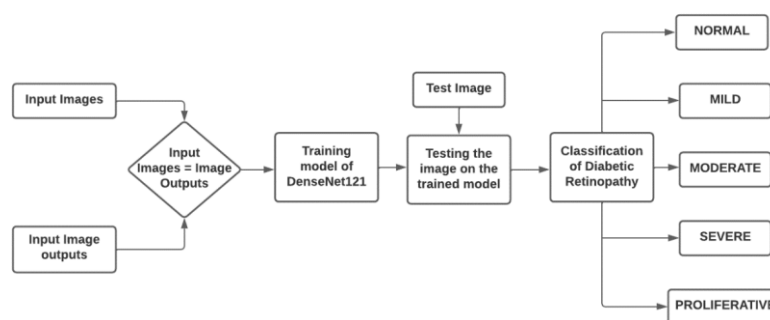 Input Images
Input Image
outputs
Input
Images = Image
Outputs
Training
model of
DenseNet121
Test Image
Testing the
image on the
trained model
Classification
of Diabetic
Retinopathy
NORMAL
MILD
MODERATE
SEVERE
PROLIFERATIVE